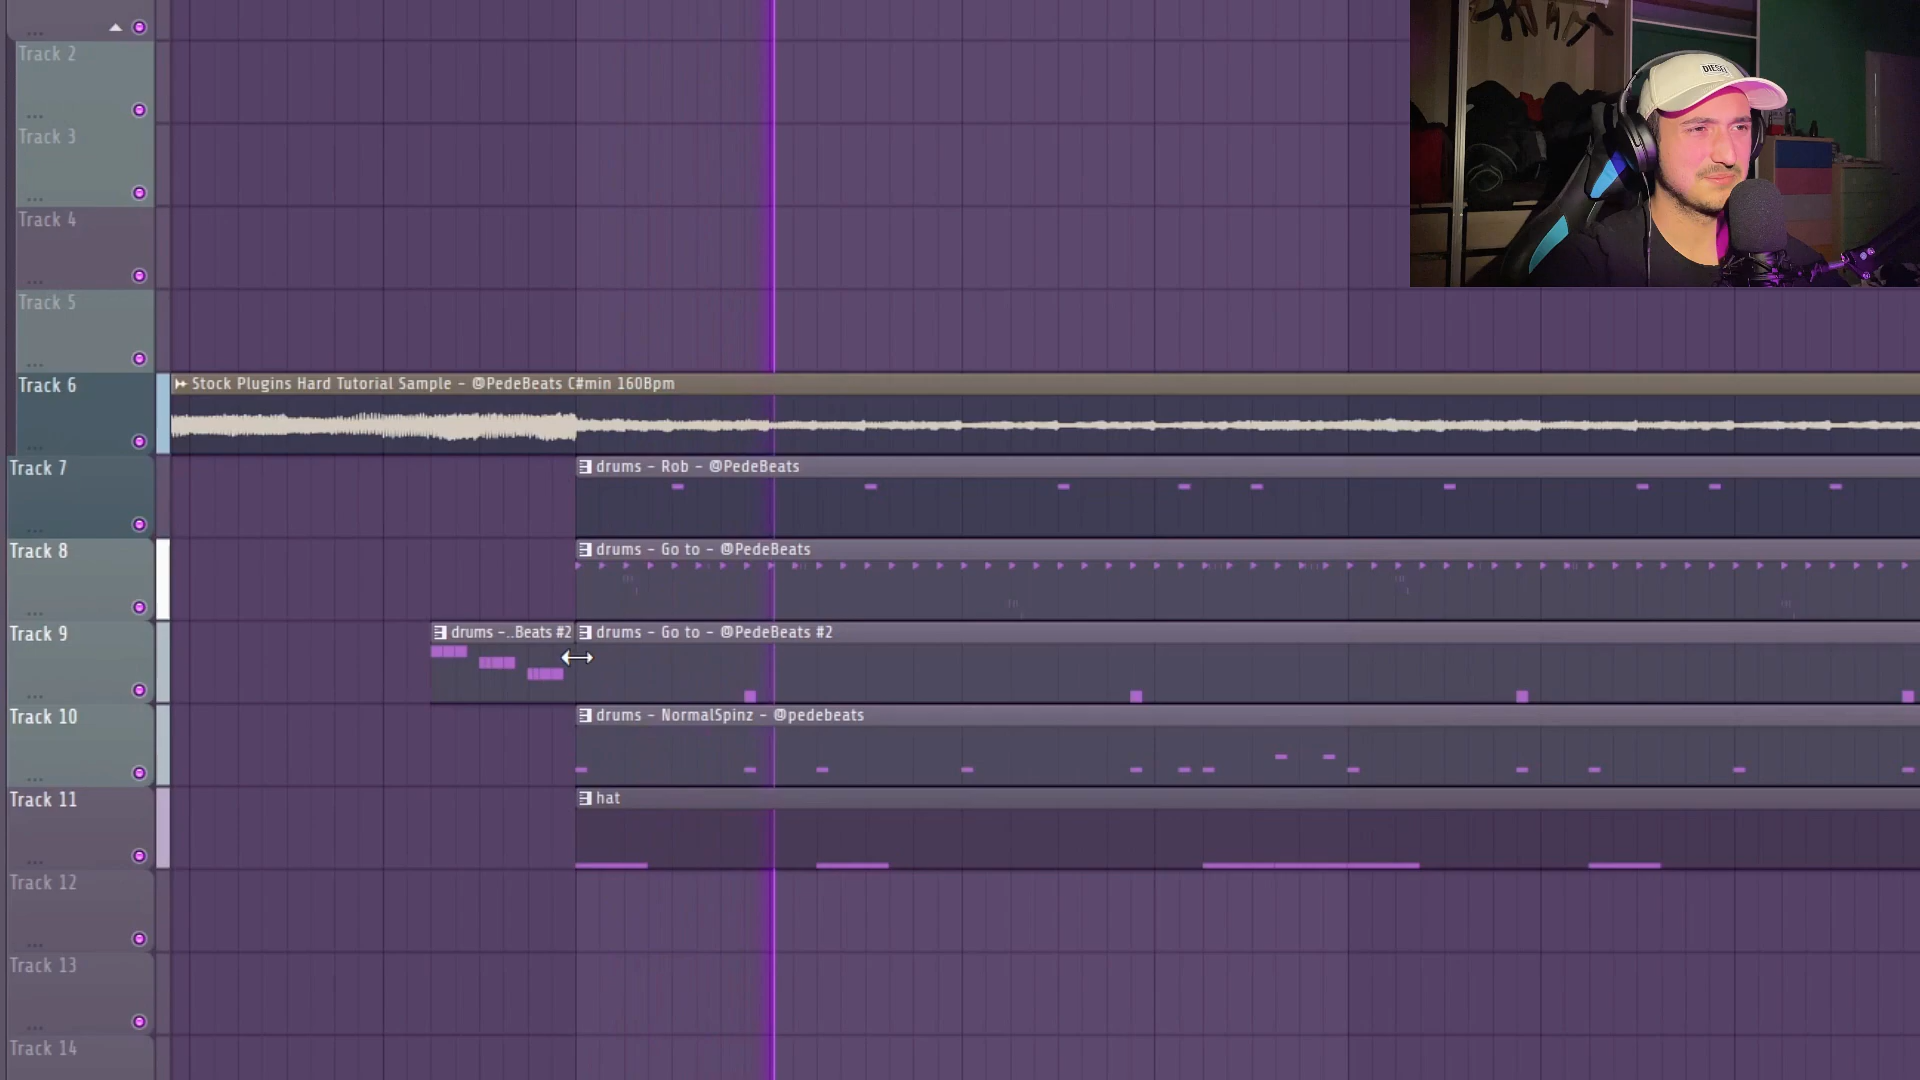 ...
Track 2
...
Track 3
...
Track 4
...
Track 5
...
Track 6
...
Stock Plugins Hard Tutorial Sample - @PedeBeats C#min 160Bpm
Track 7
...
drums - Rob - @PedeBeats
Track 8
...
drums - Go to - @PedeBeats
Track 9
...
drums -..Beats #2
drums - Go to - @PedeBeats #2
Track 10
...
drums - NormalSpinz - @pedebeats
Track 11
...
hat
Track 12
...
Track 13
...
Track 14
DIESEL